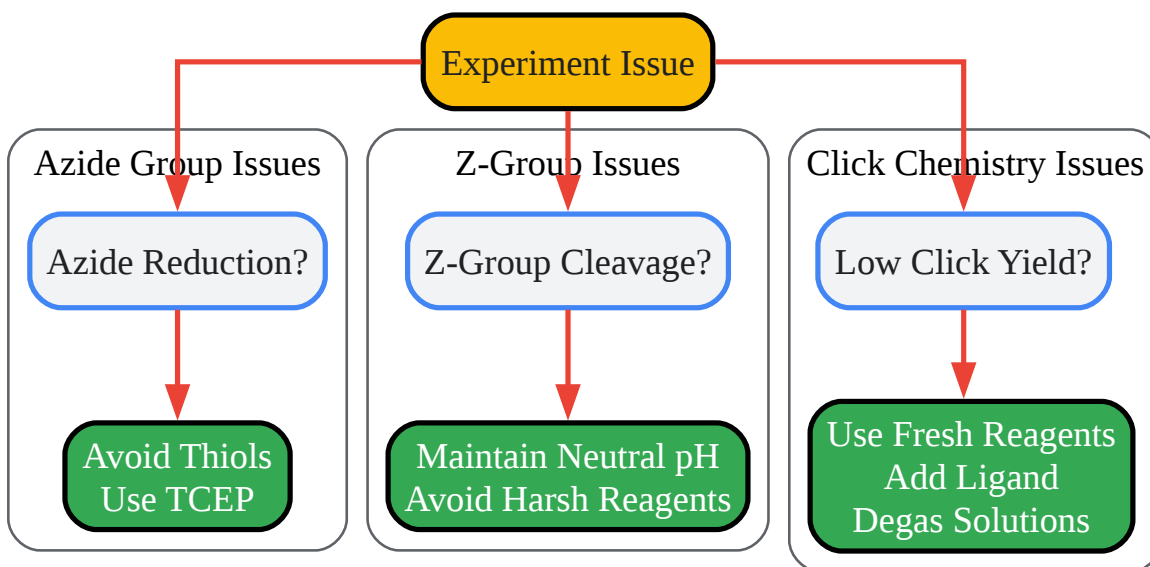 Experiment Issue
Azide Group Issues
Azide Reduction?
Avoid Thiols
Use TCEP
Z-Group Issues
Z-Group Cleavage?
Maintain Neutral pH
Avoid Harsh Reagents
Click Chemistry Issues
Low Click Yield?
Use Fresh Reagents
Add Ligand
Degas Solutions